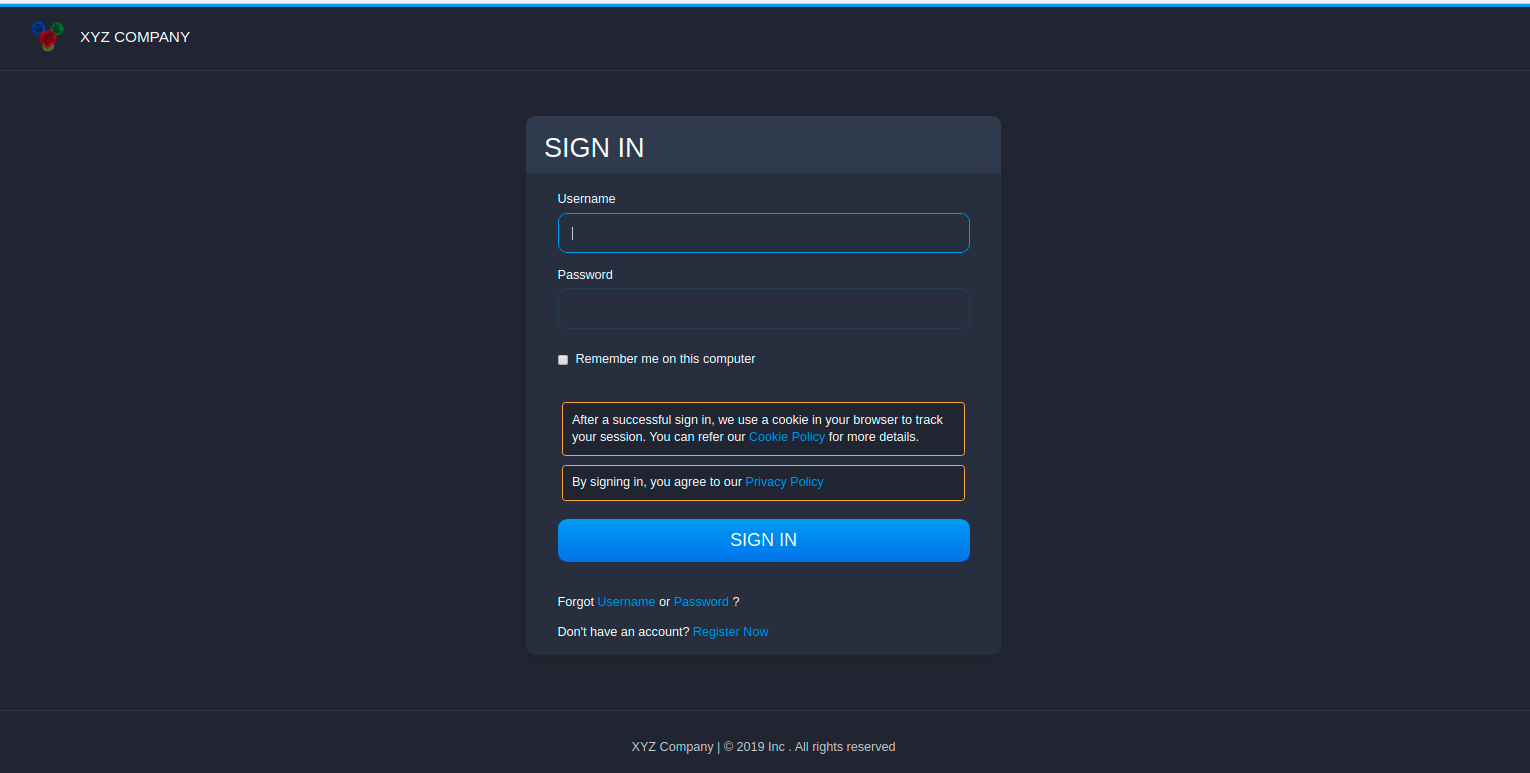 XYZ COMPANY
SIGN IN
Username
Password
Remember me on this computer
After a successful sign in, we use a cookie in your browser to track
your session. You can refer our Cookie Policy for more details.
By signing in, you agree to our Privacy Policy
SIGN IN
Forgot Username or Password ?
Don't have an account? Register Now
XYZ Company | © 2019 Inc . All rights reserved